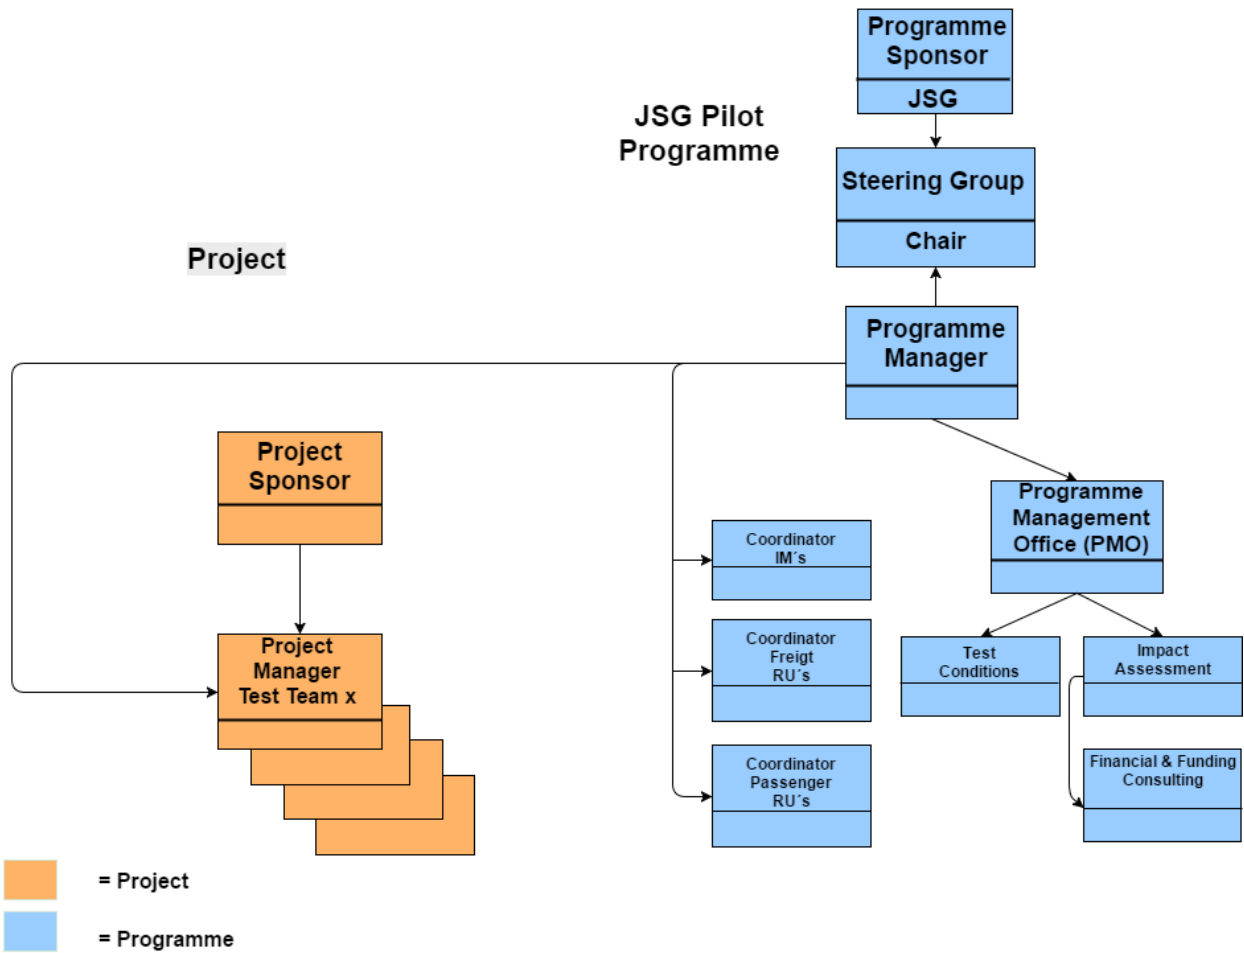 Programme
Sponsor
JSG
JSG Pilot
Programme
Steering Group
Chair
Project
Programme
Manager
Project
Sponsor
Programme
Management
Office (PMO)
Coordinator
IM´s
Coordinator
Freigt
RU´s
Test
Conditions
Impact
Assessment
Project
Manager
Test Team x
Coordinator
Passenger
RU´s
Financial & Funding
Consulting
= Project
= Programme